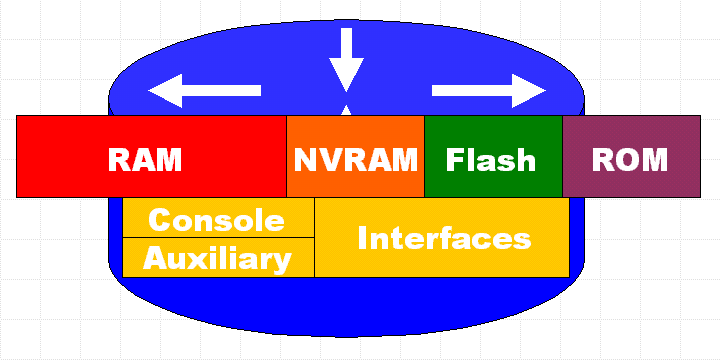 RAM
NVRAM
Flash
ROM
Console
Auxiliary
Interfaces